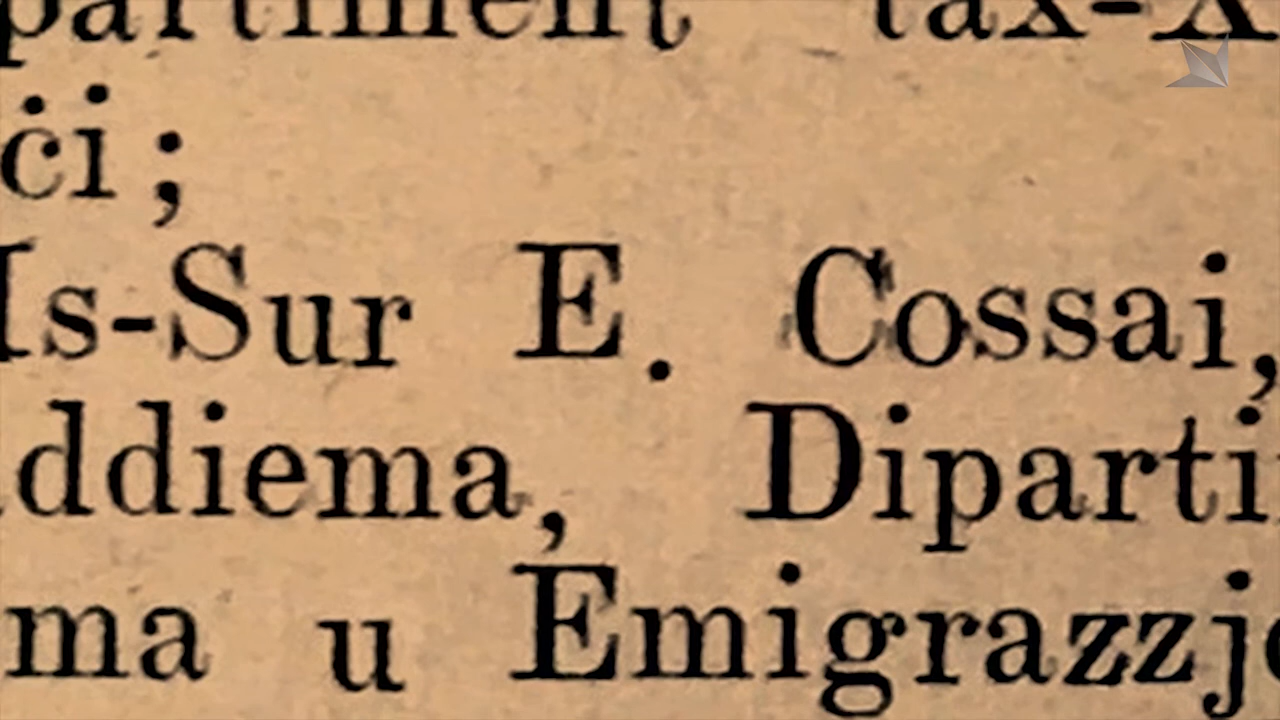 partiment tax-X
ċi;
Is-Sur E. Cossai,
ddiema, Diparti
ma u Emigrazzj